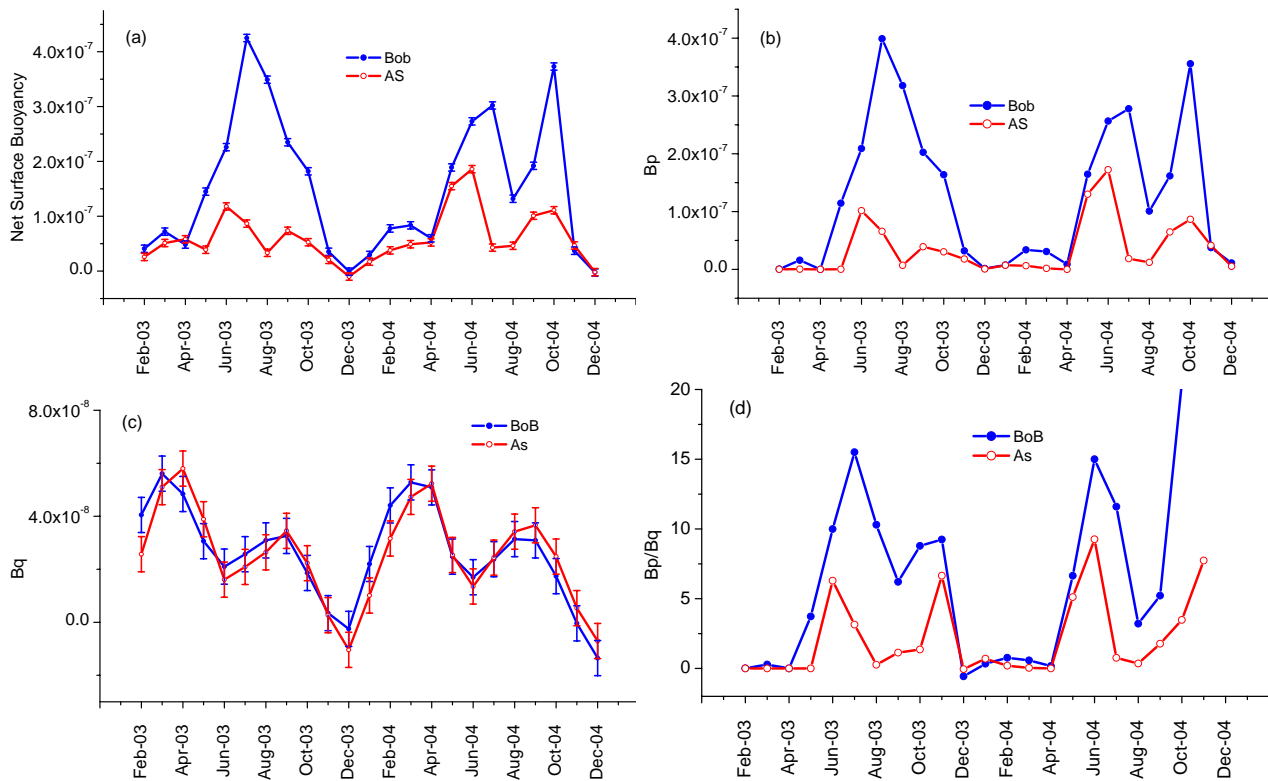 (a)
Bob
AS
Net Surface Buoyancy
4.0x10-7
3.0x10-7
2.0x10-7
1.0x10-7
0.0
Feb-03
Apr-03
Jun-03
Aug-03
Oct-03
Dec-03
Feb-04
Apr-04
Jun-04
Aug-04
Oct-04
Dec-04
(b)
Bob
AS
Bp
4.0x10-7
3.0x10-7
2.0x10-7
1.0x10-7
0.0
Feb-03
Apr-03
Jun-03
Aug-03
Oct-03
Dec-03
Feb-04
Apr-04
Jun-04
Aug-04
Oct-04
Dec-04
(c)
BoB
As
Bq
8.0x10-8
4.0x10-8
0.0
Feb-03
Apr-03
Jun-03
Aug-03
Oct-03
Dec-03
Feb-04
Apr-04
Jun-04
Aug-04
Oct-04
Dec-04
(d)
BoB
As
Bp/Bq
20
15
10
5
0
Feb-03
Apr-03
Jun-03
Aug-03
Oct-03
Dec-03
Feb-04
Apr-04
Jun-04
Aug-04
Oct-04
Dec-04